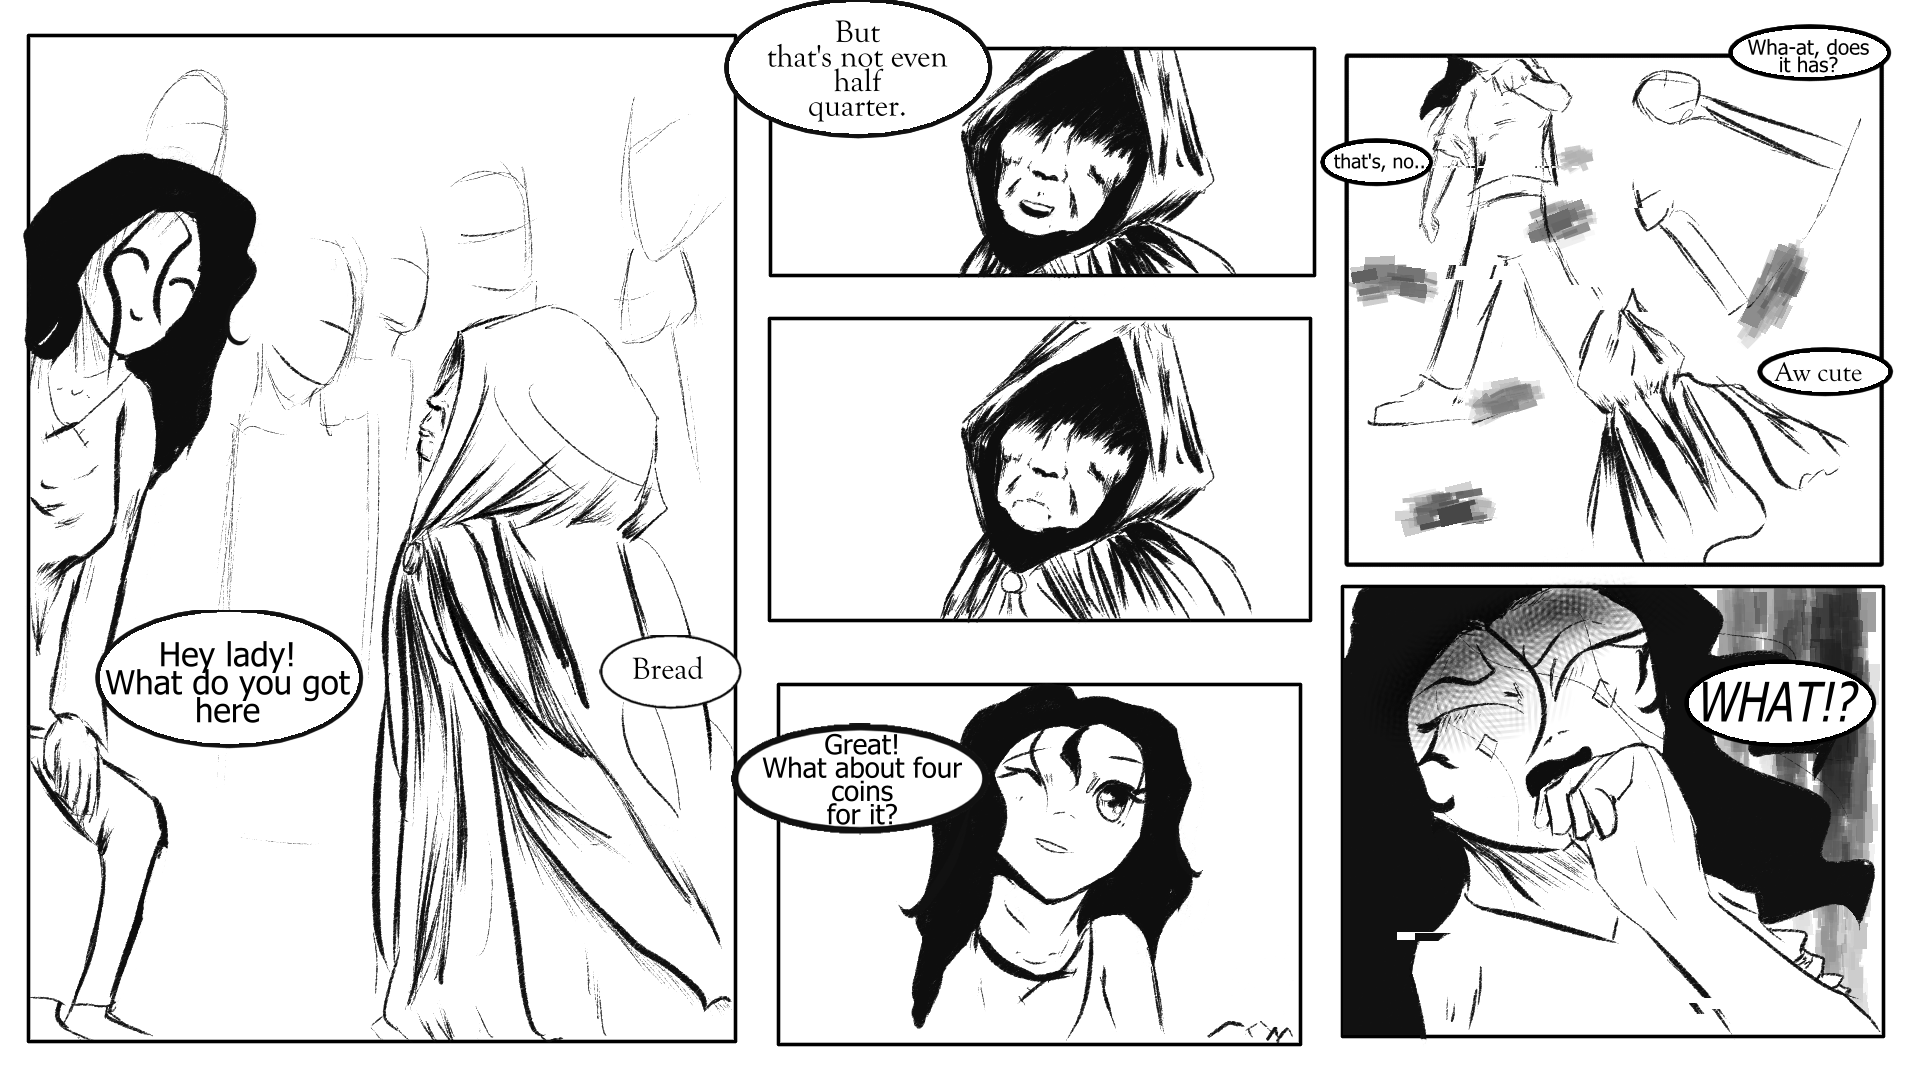 Hey lady!
What do you got
here
Bread
But
that's not even
half
quarter.
Great!
What about four
coins
for it?
Wha-at, does
it has?
that's, no..
Aw cute
WHAT!?